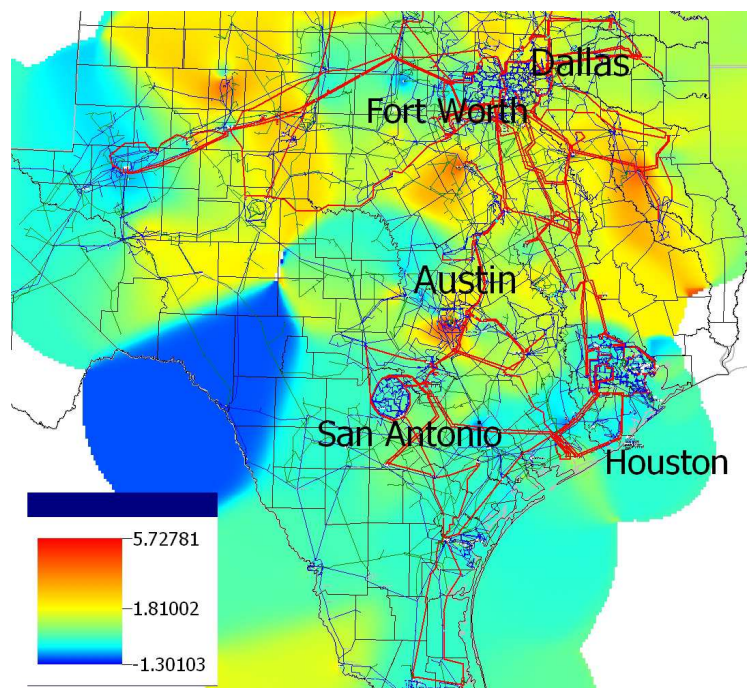 Dallas
Fort Worth
Austin
San Antonio
Houston
5.72781
1.81002
-1.30103